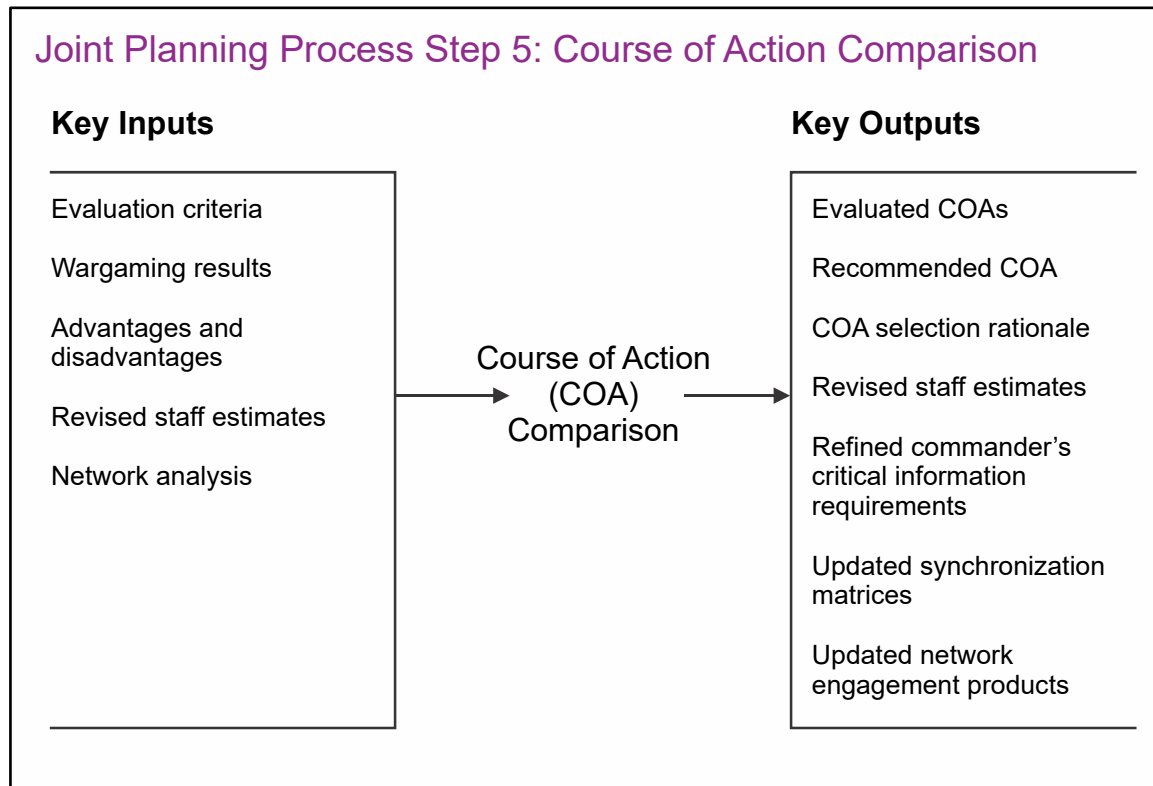 Joint Planning Process Step 5: Course of Action Comparison
Key Inputs
Evaluation criteria
Wargaming results
Advantages and
disadvantages
Revised staff estimates
Network analysis
Course of Action
(COA)
Comparison
Key Outputs
Evaluated COAs
Recommended COA
COA selection rationale
Revised staff estimates
Refined commander’s
critical information
requirements
Updated synchronization
matrices
Updated network
engagement products